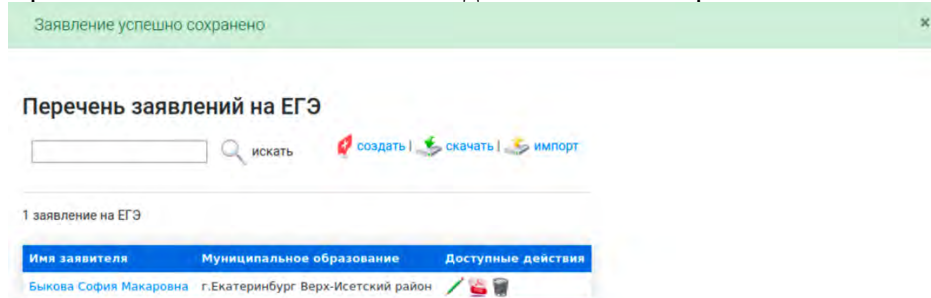 Заявление успешно сохранено ×
Перечень заявлений на ЕГЭ
искать создать | скачать | импорт
1 заявление на ЕГЭ
Имя заявителя Муниципальное образование Доступные действия
Быкова София Макаровна г.Екатеринбург Верх-Исетский район